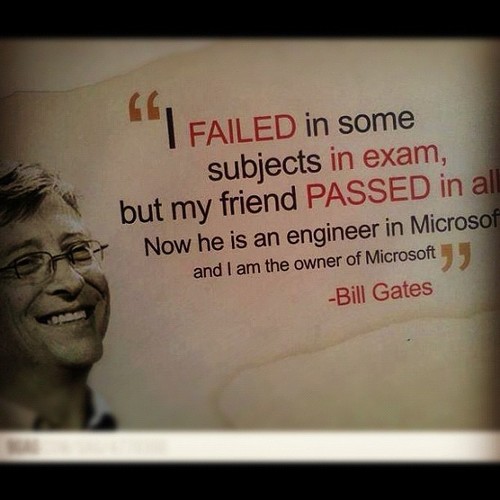 “I FAILED in some
subjects in exam,
but my friend PASSED in all
Now he is an engineer in Microsof
and I am the owner of Microsoft”
-Bill Gates